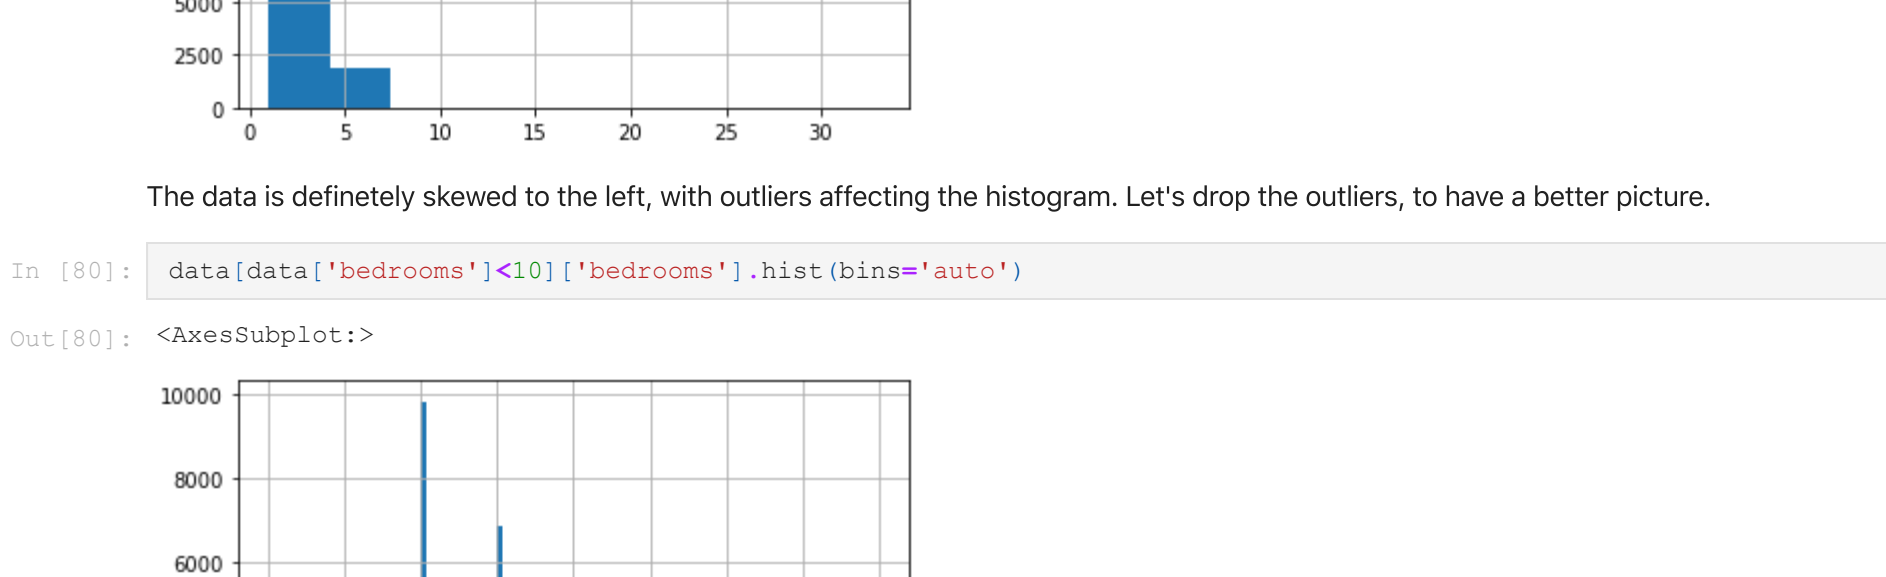 5000
2500
0
0 5 10 15 20 25 30
The data is definetely skewed to the left, with outliers affecting the histogram. Let's drop the outliers, to have a better picture.
In [80]: data[data['bedrooms']<10]['bedrooms'].hist(bins='auto')
Out[80]: <AxesSubplot:>
10000
8000
6000